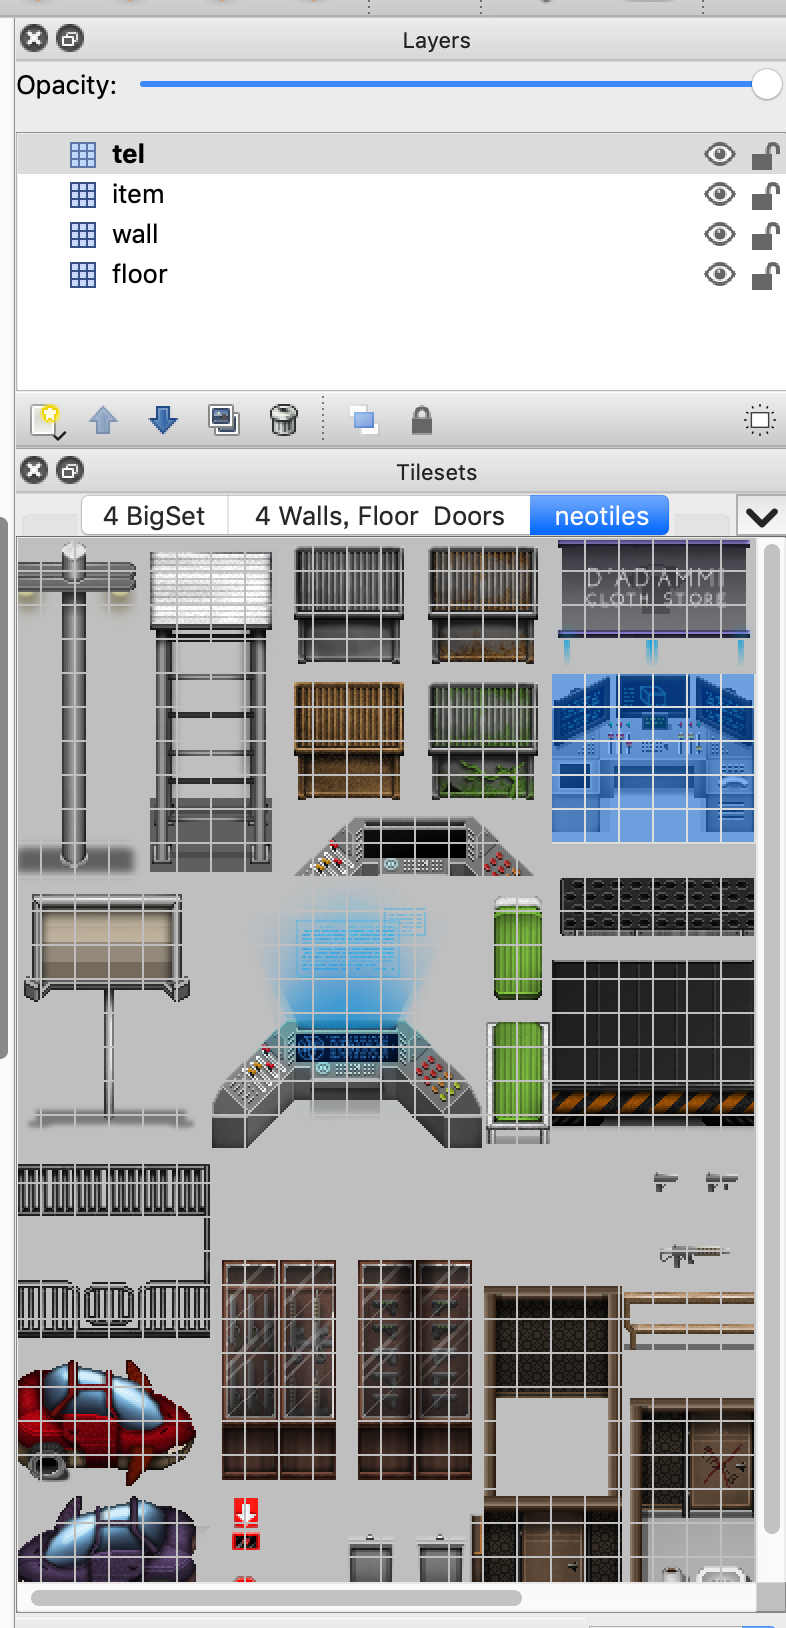 Layers
Opacity:
tel
item
wall
floor
Tilesets
4 BigSet
4 Walls, Floor Doors
neotiles
D'ADAMMI
CLOTH STORE